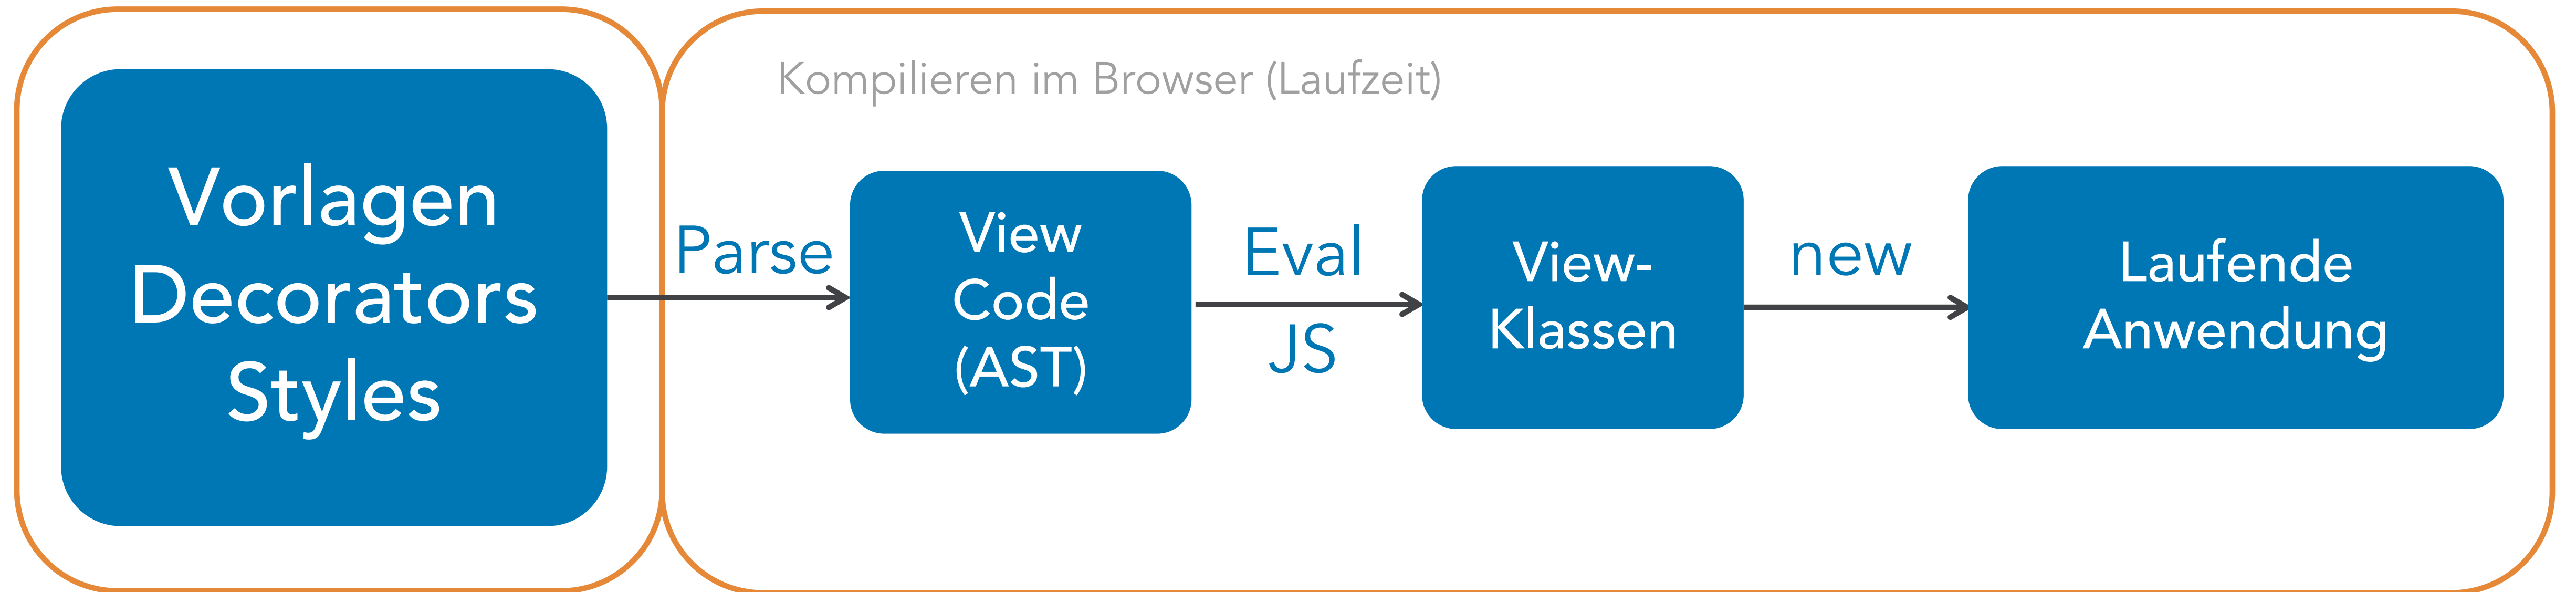 Kompilieren im Browser (Laufzeit)
Vorlagen
Decorators
Styles
Parse
View
Code
(AST)
Eval
JS
View-
Klassen
new
Laufende
Anwendung